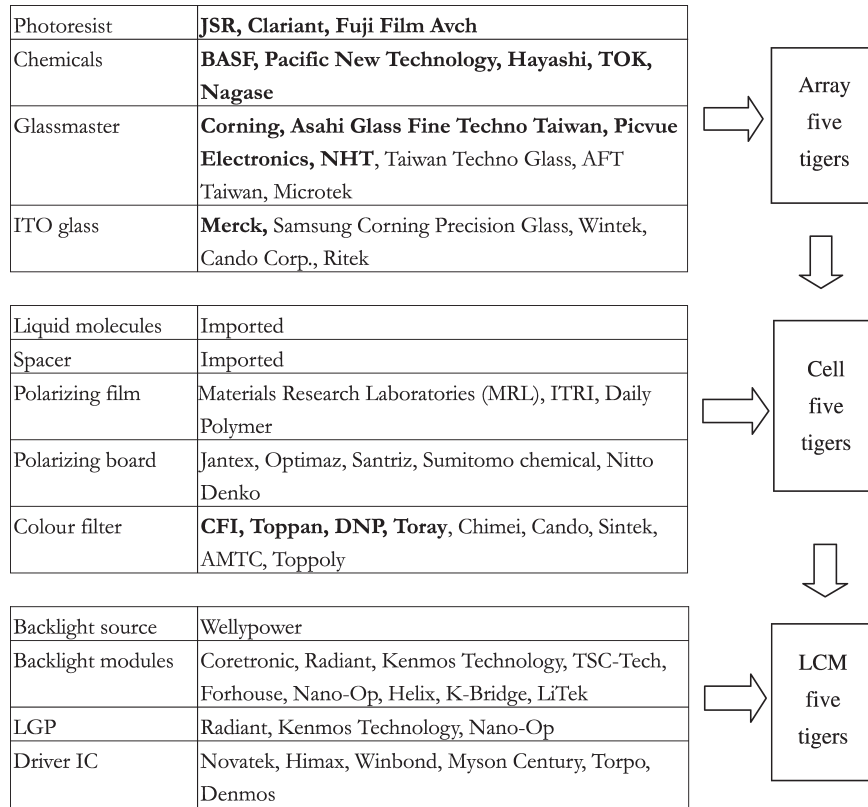 Photoresist JSR, Clariant, Fuji Film Avch
Chemicals BASF, Pacific New Technology, Hayashi, TOK,
Nagase
Glassmaster Corning, Asahi Glass Fine Techno Taiwan, Picvue
Electronics, NHT, Taiwan Techno Glass, AFT
Taiwan, Microtek
ITO glass Merck, Samsung Corning Precision Glass, Wintek,
Cando Corp., Ritek
Array
five
tigers
Liquid molecules Imported
Spacer Imported
Polarizing film Materials Research Laboratories (MRL), ITRI, Daily
Polymer
Polarizing board Jantex, Optimaz, Santriz, Sumitomo chemical, Nitto
Denko
Colour filter CFI, Toppan, DNP, Toray, Chimei, Cando, Sintek,
AMTC, Toppoly
Cell
five
tigers
Backlight source Wellypower
Backlight modules Coretronic, Radiant, Kenmos Technology, TSC-Tech,
Forhouse, Nano-Op, Helix, K-Bridge, LiTek
LGP Radiant, Kenmos Technology, Nano-Op
Driver IC Novatek, Himax, Winbond, Myson Century, Torpo,
Denmos
LCM
five
tigers